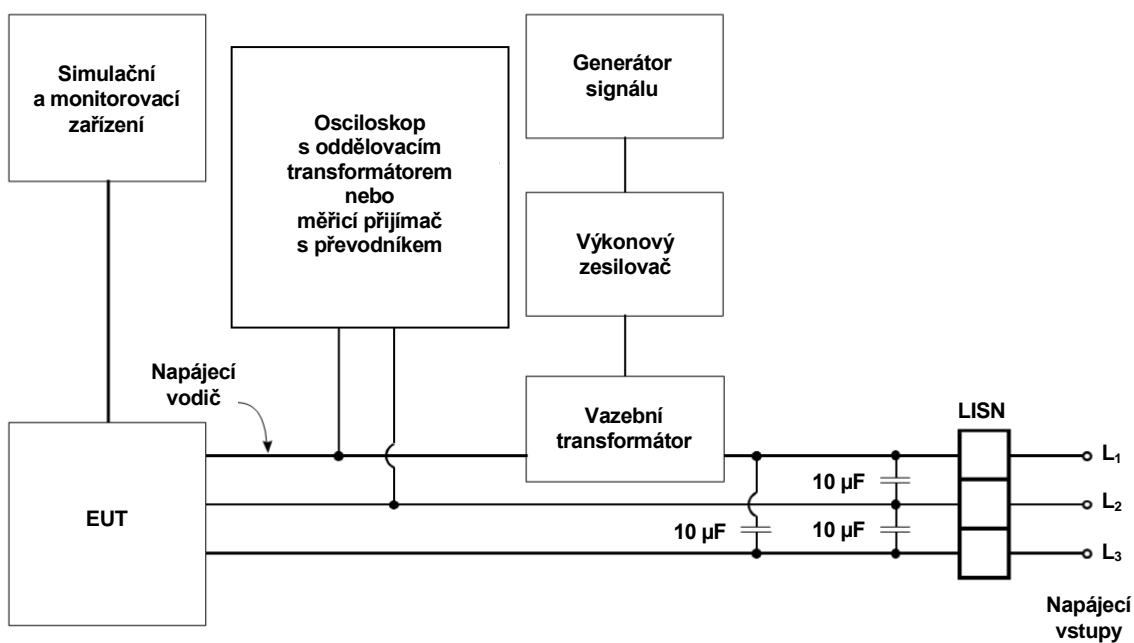 Simulační
a monitorovací
zařízení
Osciloskop
s oddělovacím
transformátorem
nebo
měřicí přijímač
s převodníkem
Generátor
signálu
Výkonový
zesilovač
Napájecí
vodič
Vazební
transformátor
LISN
EUT
10 µF
10 µF
10 µF
L₁
L₂
L₃
Napájecí
vstupy